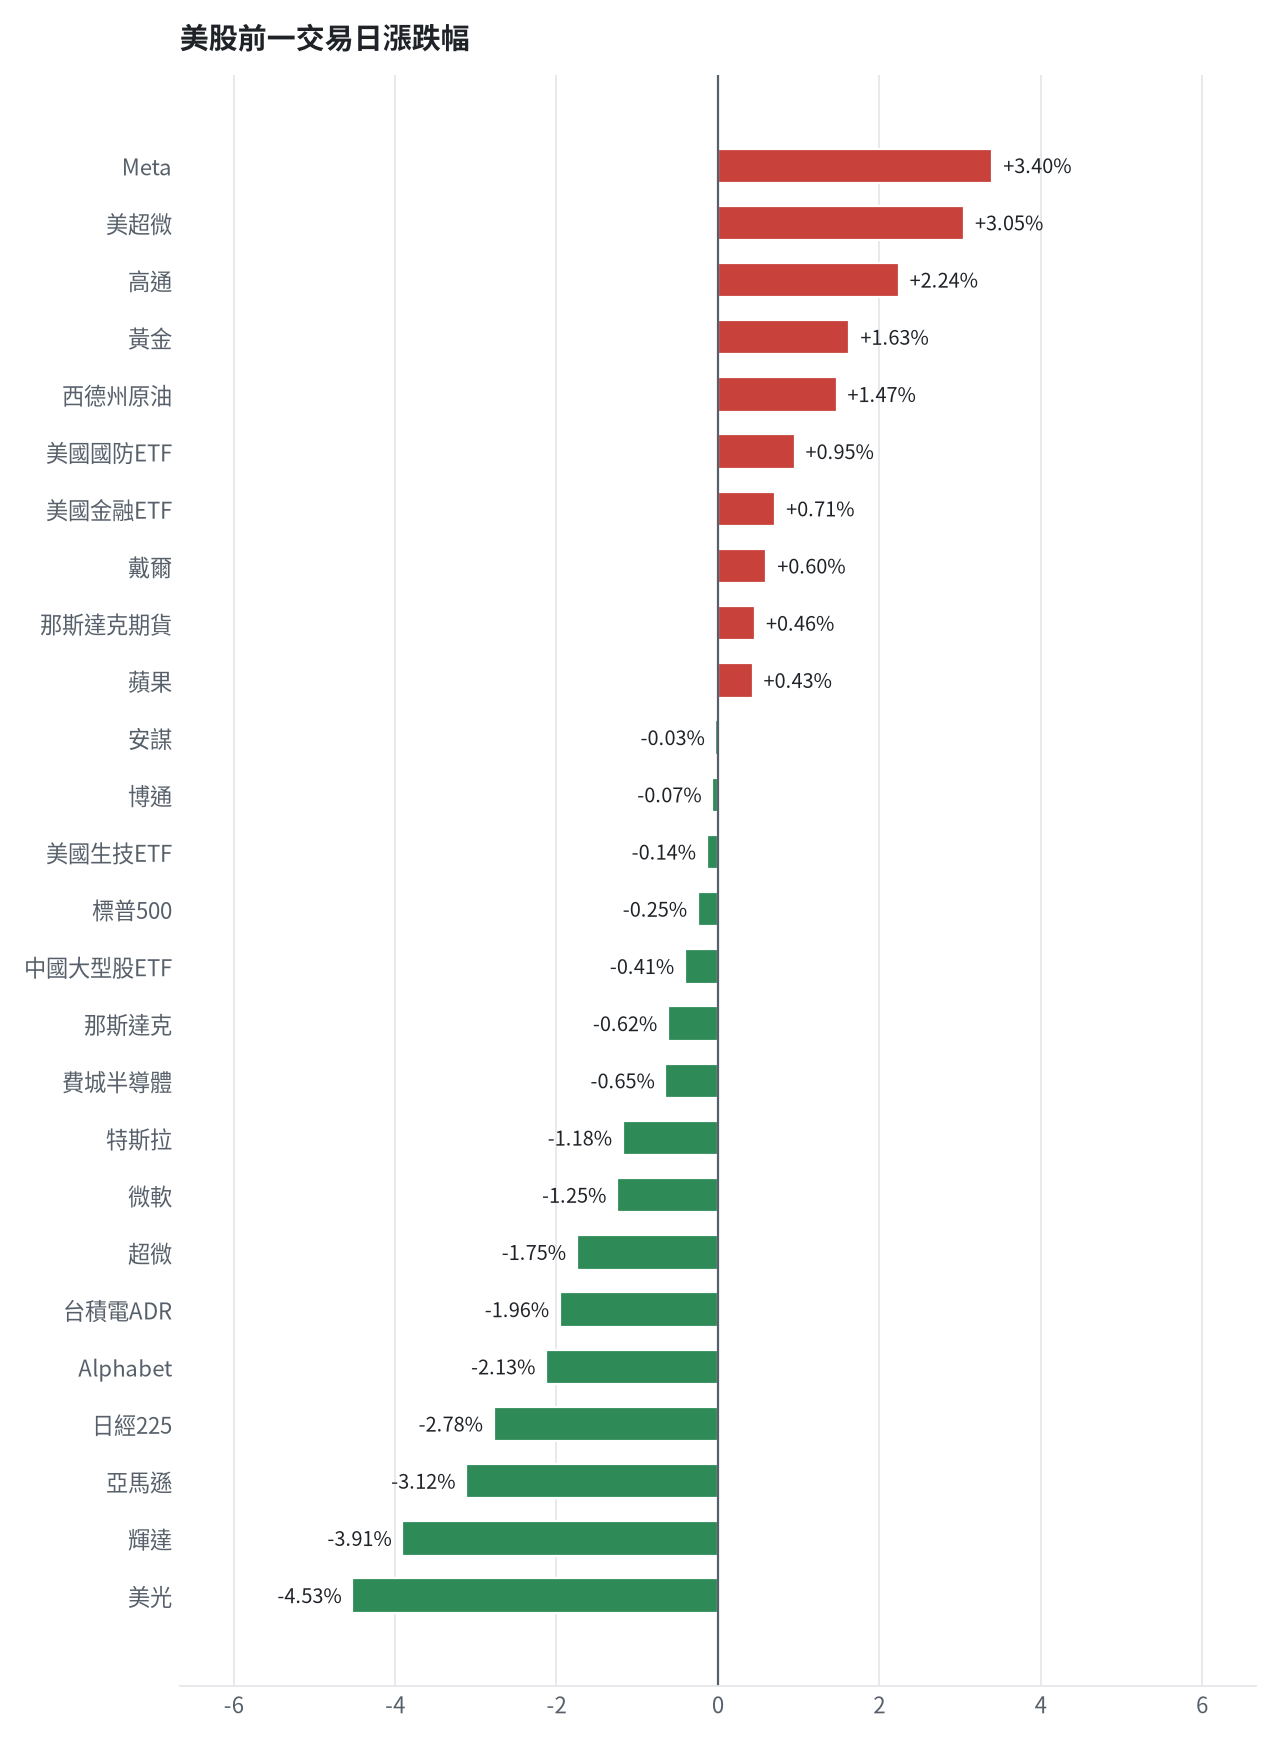 美股前一交易日漲跌幅
Meta +3.40%
美超微 +3.05%
高通 +2.24%
黃金 +1.63%
西德州原油 +1.47%
美國國防ETF +0.95%
美國金融ETF +0.71%
戴爾 +0.60%
那斯達克期貨 +0.46%
蘋果 +0.43%
安謀 -0.03%
博通 -0.07%
美國生技ETF -0.14%
標普500 -0.25%
中國大型股ETF -0.41%
那斯達克 -0.62%
費城半導體 -0.65%
特斯拉 -1.18%
微軟 -1.25%
超微 -1.75%
台積電ADR -1.96%
Alphabet -2.13%
日經225 -2.78%
亞馬遜 -3.12%
輝達 -3.91%
美光 -4.53%
-6 -4 -2 0 2 4 6